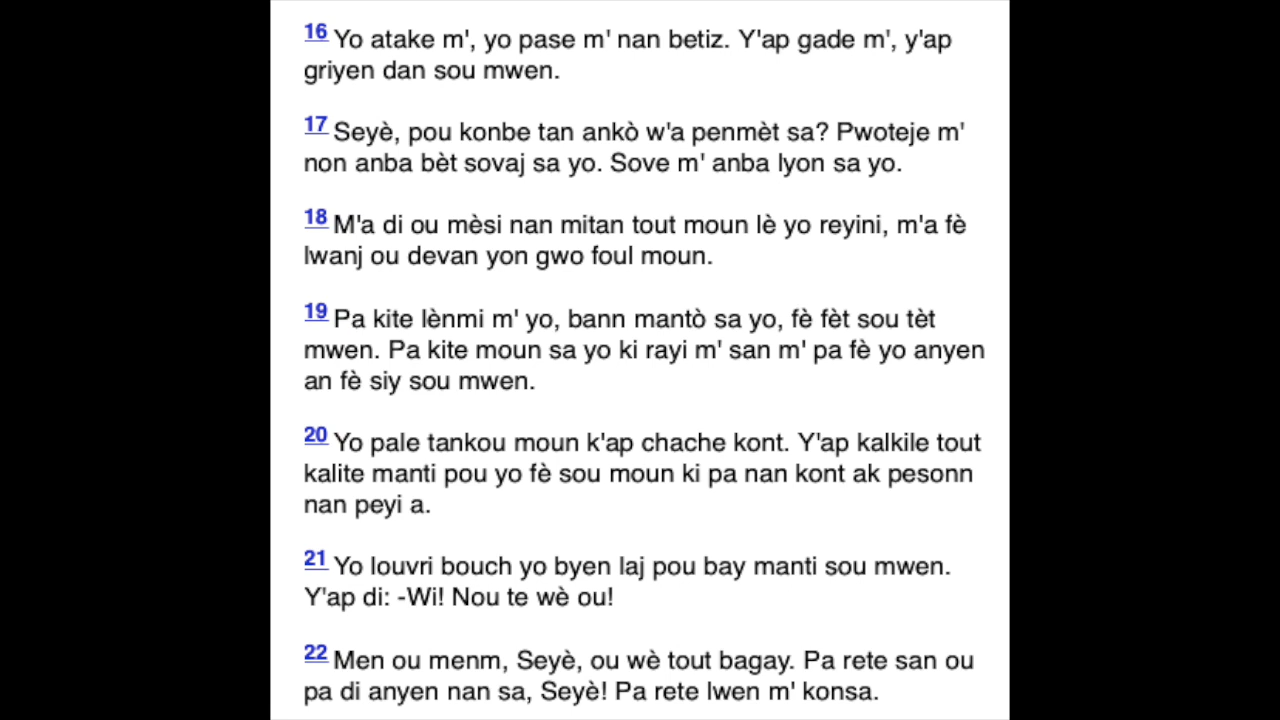 16 Yo atake m', yo pase m' nan betiz. Y'ap gade m', y'ap
griyen dan sou mwen.
17 Seyè, pou konbe tan ankò w'a penmèt sa? Pwoteje m'
non anba bèt sovaj sa yo. Sove m' anba lyon sa yo.
18 M'a di ou mèsi nan mitan tout moun lè yo reyini, m'a fè
lwanj ou devan yon gwo foul moun.
19 Pa kite lènmi m' yo, bann mantò sa yo, fè fèt sou tèt
mwen. Pa kite moun sa yo ki rayi m' san m' pa fè yo anyen
an fè siy sou mwen.
20 Yo pale tankou moun k'ap chache kont. Y'ap kalkile tout
kalite manti pou yo fè sou moun ki pa nan kont ak pesonn
nan peyi a.
21 Yo louvri bouch yo byen laj pou bay manti sou mwen.
Y'ap di: -Wi! Nou te wè ou!
22 Men ou menm, Seyè, ou wè tout bagay. Pa rete san ou
pa di anyen nan sa, Seyè! Pa rete lwen m' konsa.